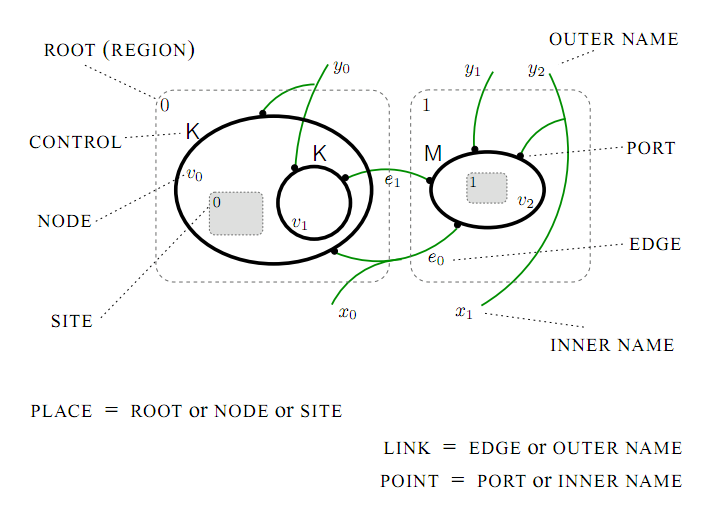 OUTER NAME
ROOT (REGION)
y0
y1
y2
0
1
K
CONTROL
K
M
PORT
v0
e1
1
0
v2
NODE
v1
EDGE
e0
x0
x1
SITE
INNER NAME
PLACE = ROOT or NODE or SITE
LINK = EDGE or OUTER NAME
POINT = PORT or INNER NAME